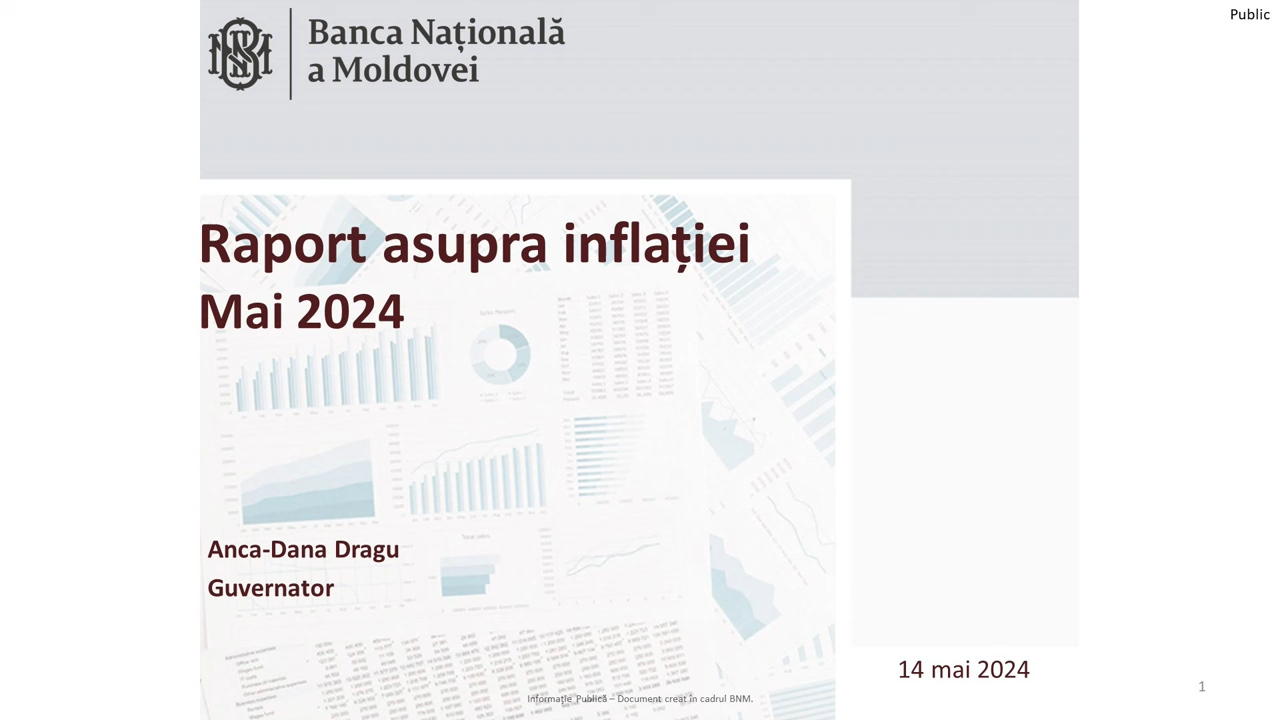 Public
Banca Națională
a Moldovei
Raport asupra inflației
Mai 2024
Anca-Dana Dragu
Guvernator
14 mai 2024
Informație Publică – Document creat în cadrul BNM.
1